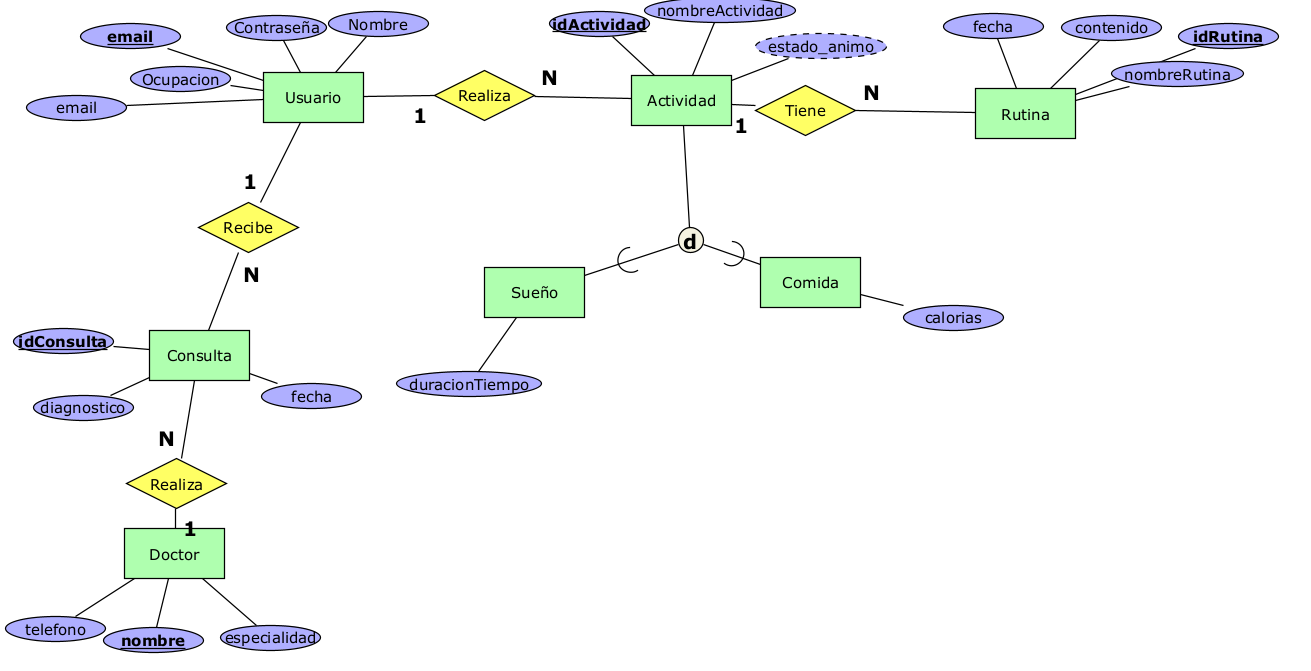 nombreActividad
Contraseña
Nombre
idActividad
fecha
contenido
email
idRutina
estado_animo
nombreRutina
Ocupacion
N
Usuario
Realiza
Actividad
N
email
1
1
Tiene
Rutina
1
Recibe
d
N
Sueño
Comida
calorias
idConsulta
Consulta
duracionTiempo
diagnostico
fecha
N
Realiza
1
Doctor
telefono
nombre
especialidad